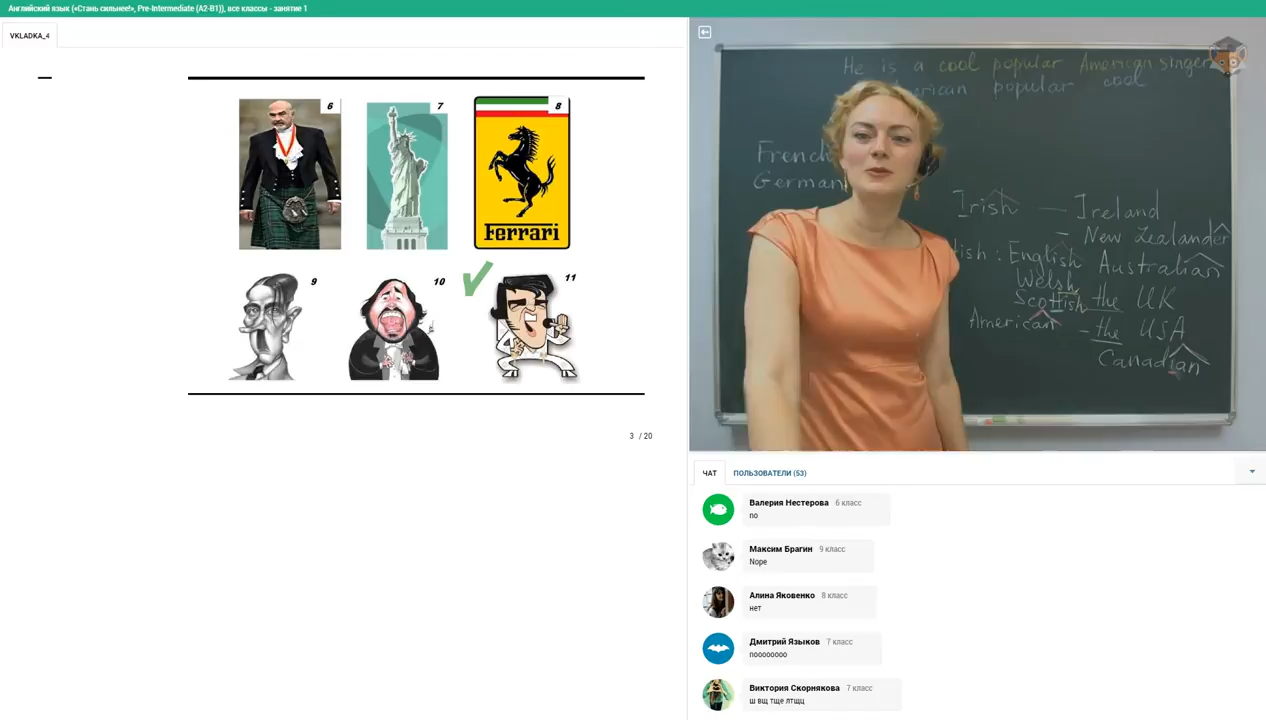 Английский язык («Стань сильнее!», Pre-Intermediate (A2-B1)), все классы - занятие 1
VKLADKA_4
6
7
8
Ferrari
9
10
11
3 / 20
He is a cool popular American singer
American popular cool
French
German
Irish — Ireland
- New Zealander
ish : English Australian
Welsh
Scottish the UK
American - the USA
Canadian
ЧАТ
ПОЛЬЗОВАТЕЛИ (53)
Валерия Нестерова 6 класс
no
Максим Брагин 9 класс
Nope
Алина Яковенко 8 класс
нет
Дмитрий Языков 7 класс
noooooooo
Виктория Скорнякова 7 класс
ш вщ тще лтщц